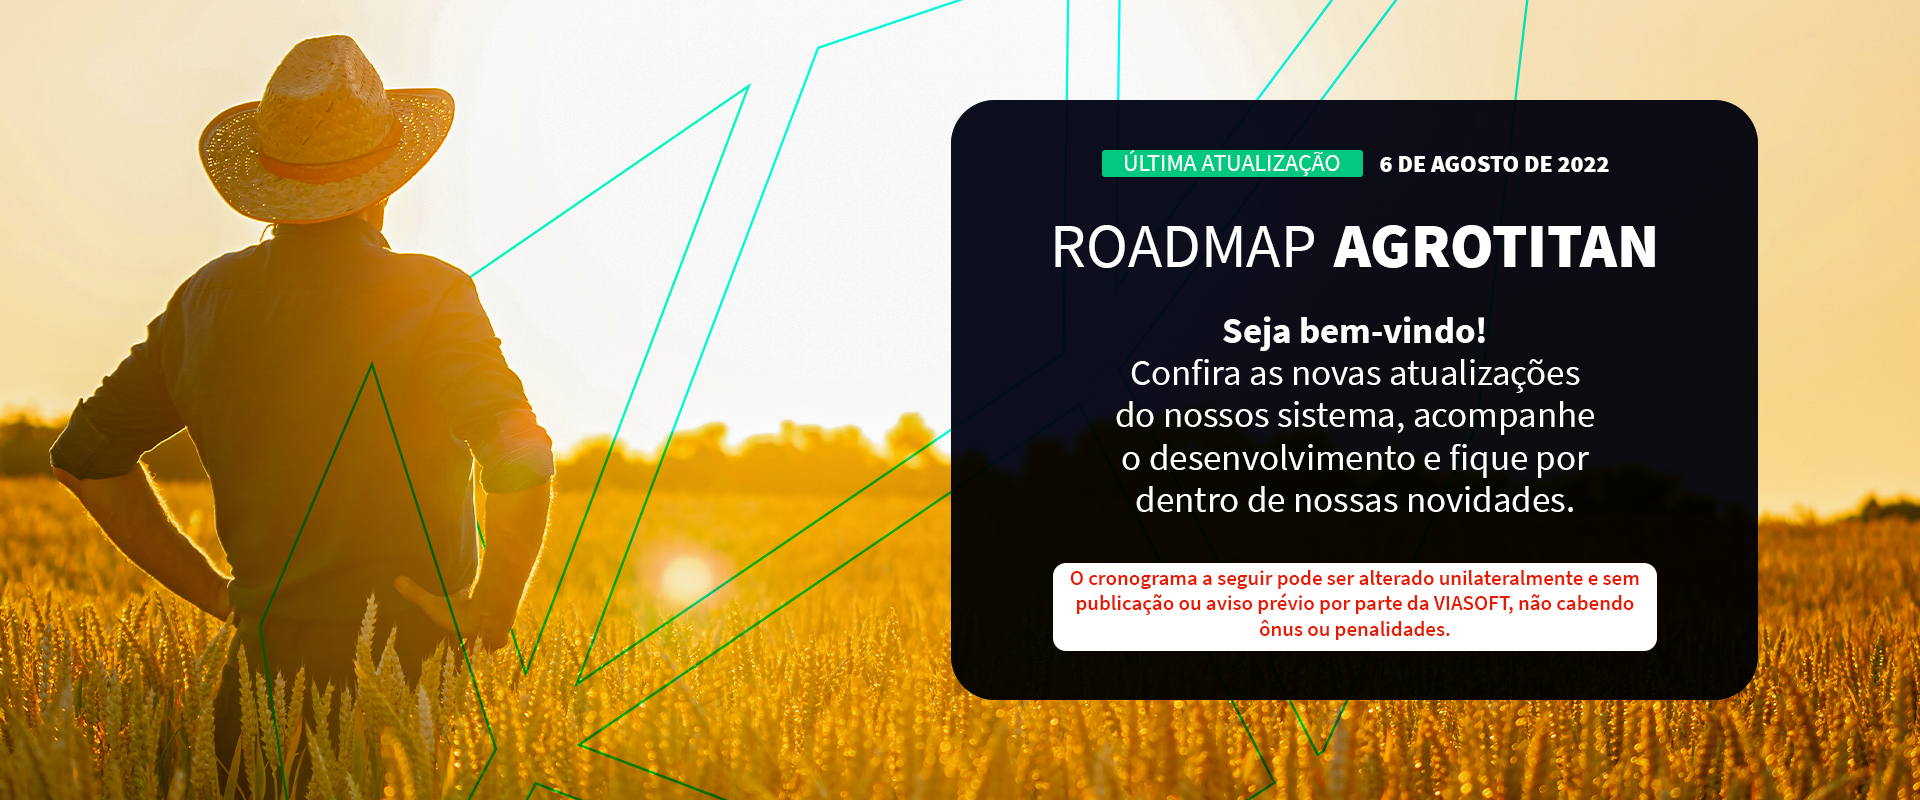 ÚLTIMA ATUALIZAÇÃO 6 DE AGOSTO DE 2022
ROADMAP AGROTITAN
Seja bem-vindo!
Confira as novas atualizações
do nossos sistema, acompanhe
o desenvolvimento e fique por
dentro de nossas novidades.
O cronograma a seguir pode ser alterado unilateralmente e sem
publicação ou aviso prévio por parte da VIASOFT, não cabendo
ônus ou penalidades.